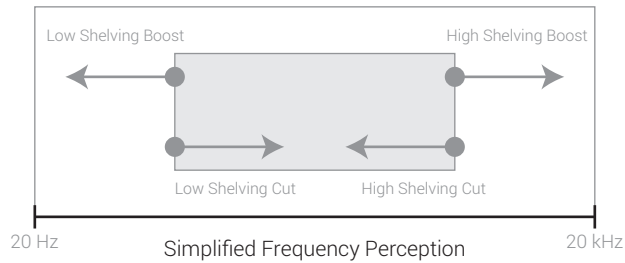 Low Shelving Boost
High Shelving Boost
Low Shelving Cut
High Shelving Cut
20 Hz
Simplified Frequency Perception
20 kHz